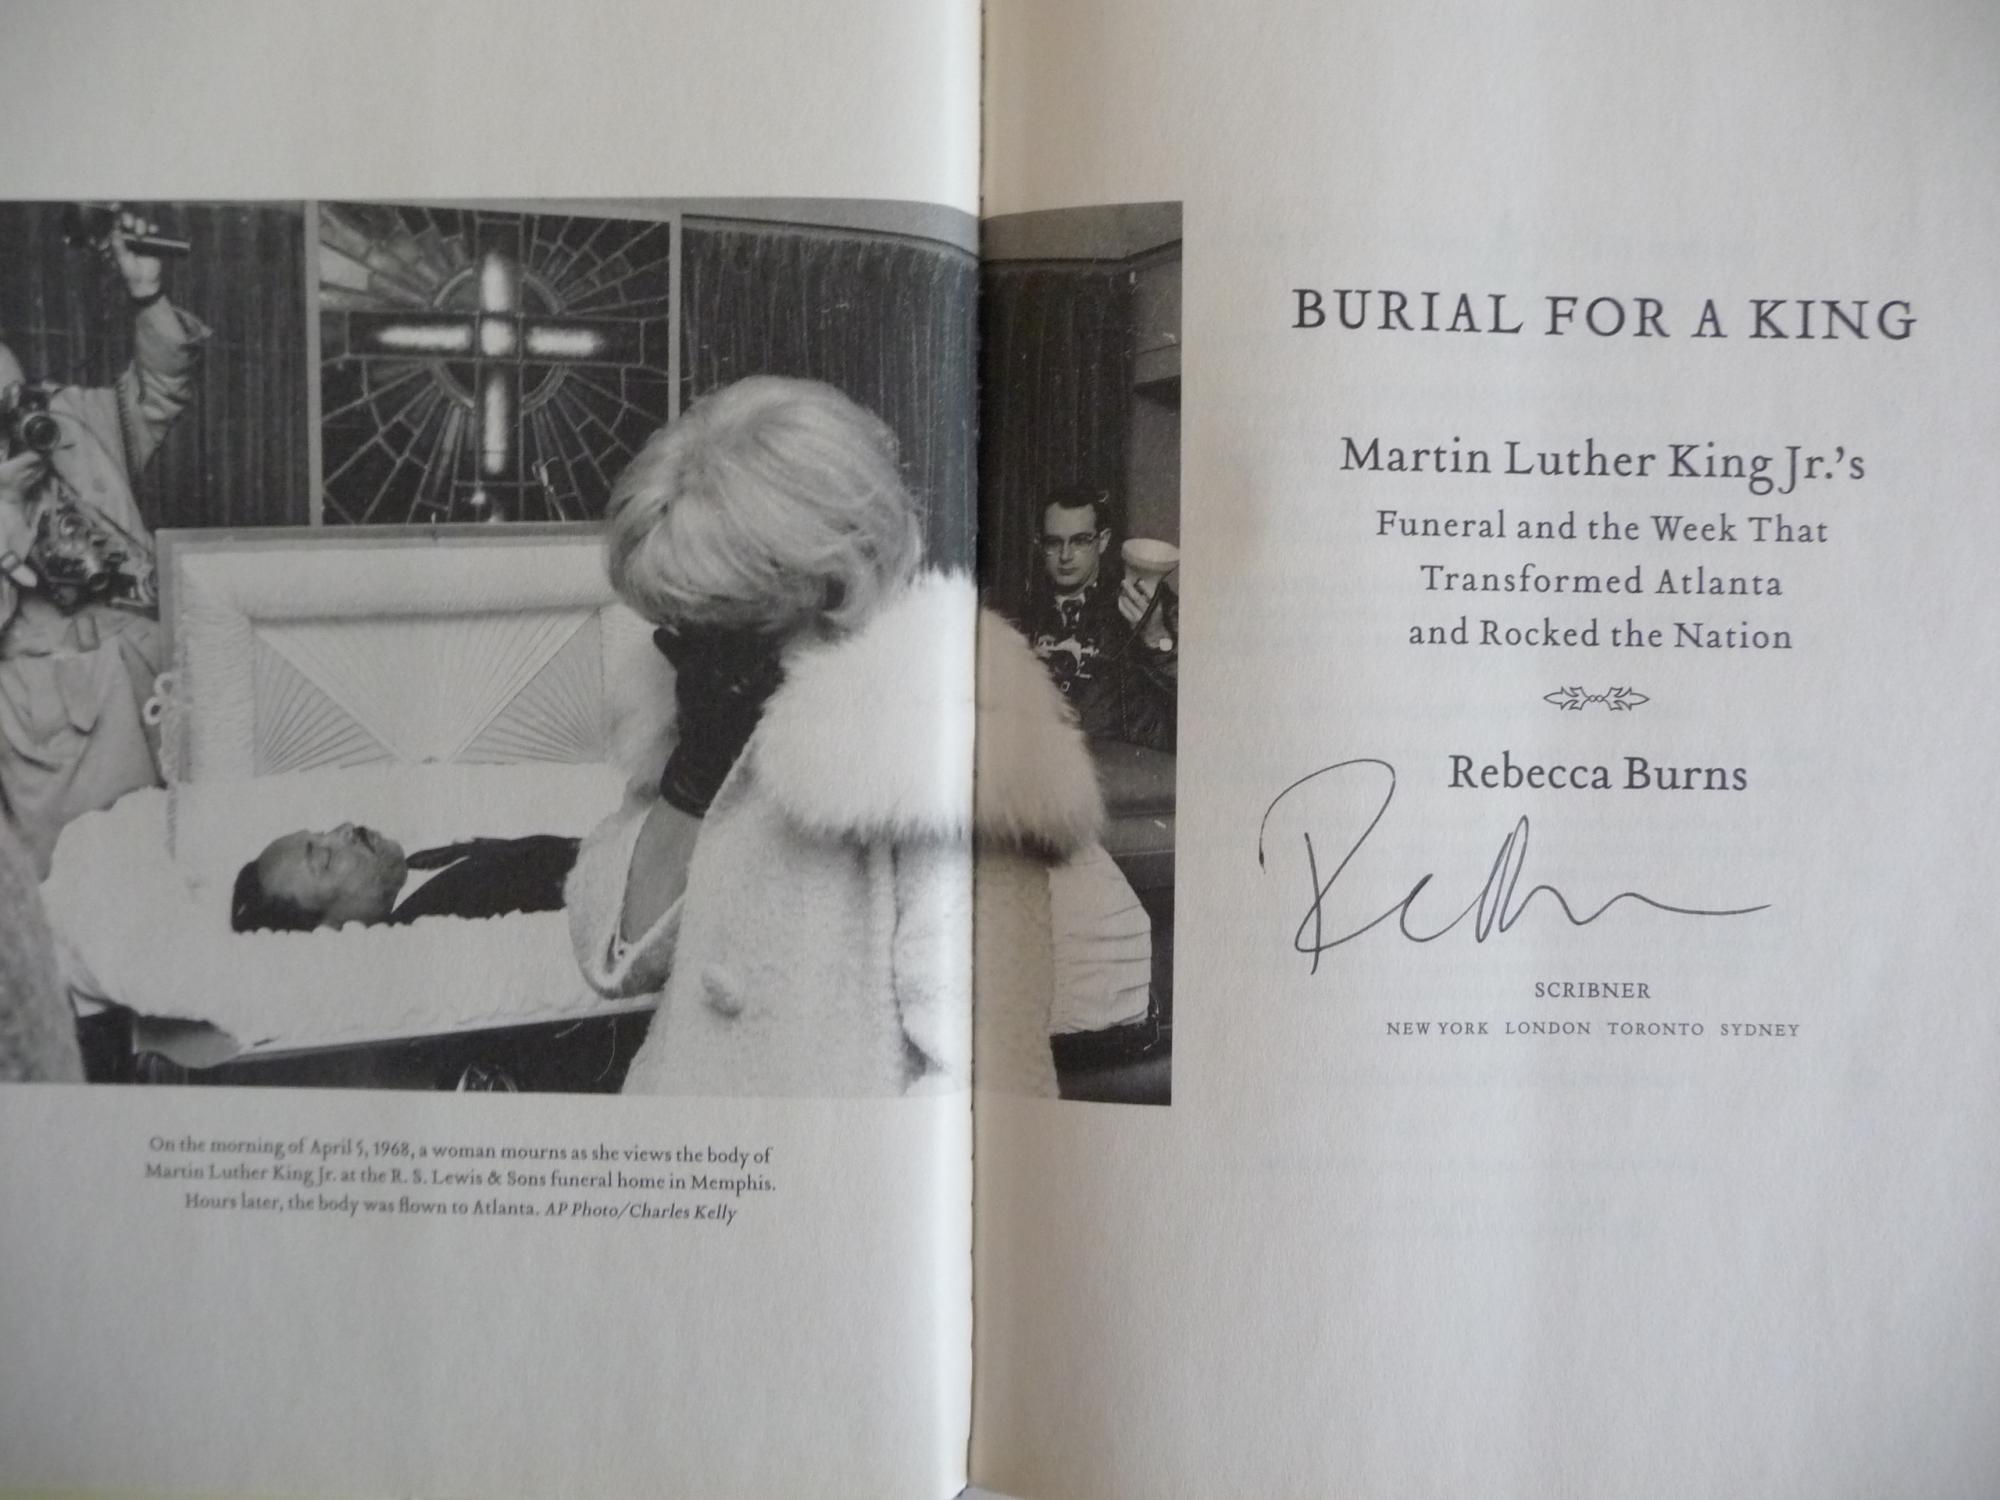 On the morning of April 5, 1968, a woman mourns as she views the body of
Martin Luther King Jr. at the R. S. Lewis & Sons funeral home in Memphis.
Hours later, the body was flown to Atlanta. AP Photo/Charles Kelly
BURIAL FOR A KING
Martin Luther King Jr.'s
Funeral and the Week That
Transformed Atlanta
and Rocked the Nation
Rebecca Burns
SCRIBNER
NEW YORK LONDON TORONTO SYDNEY